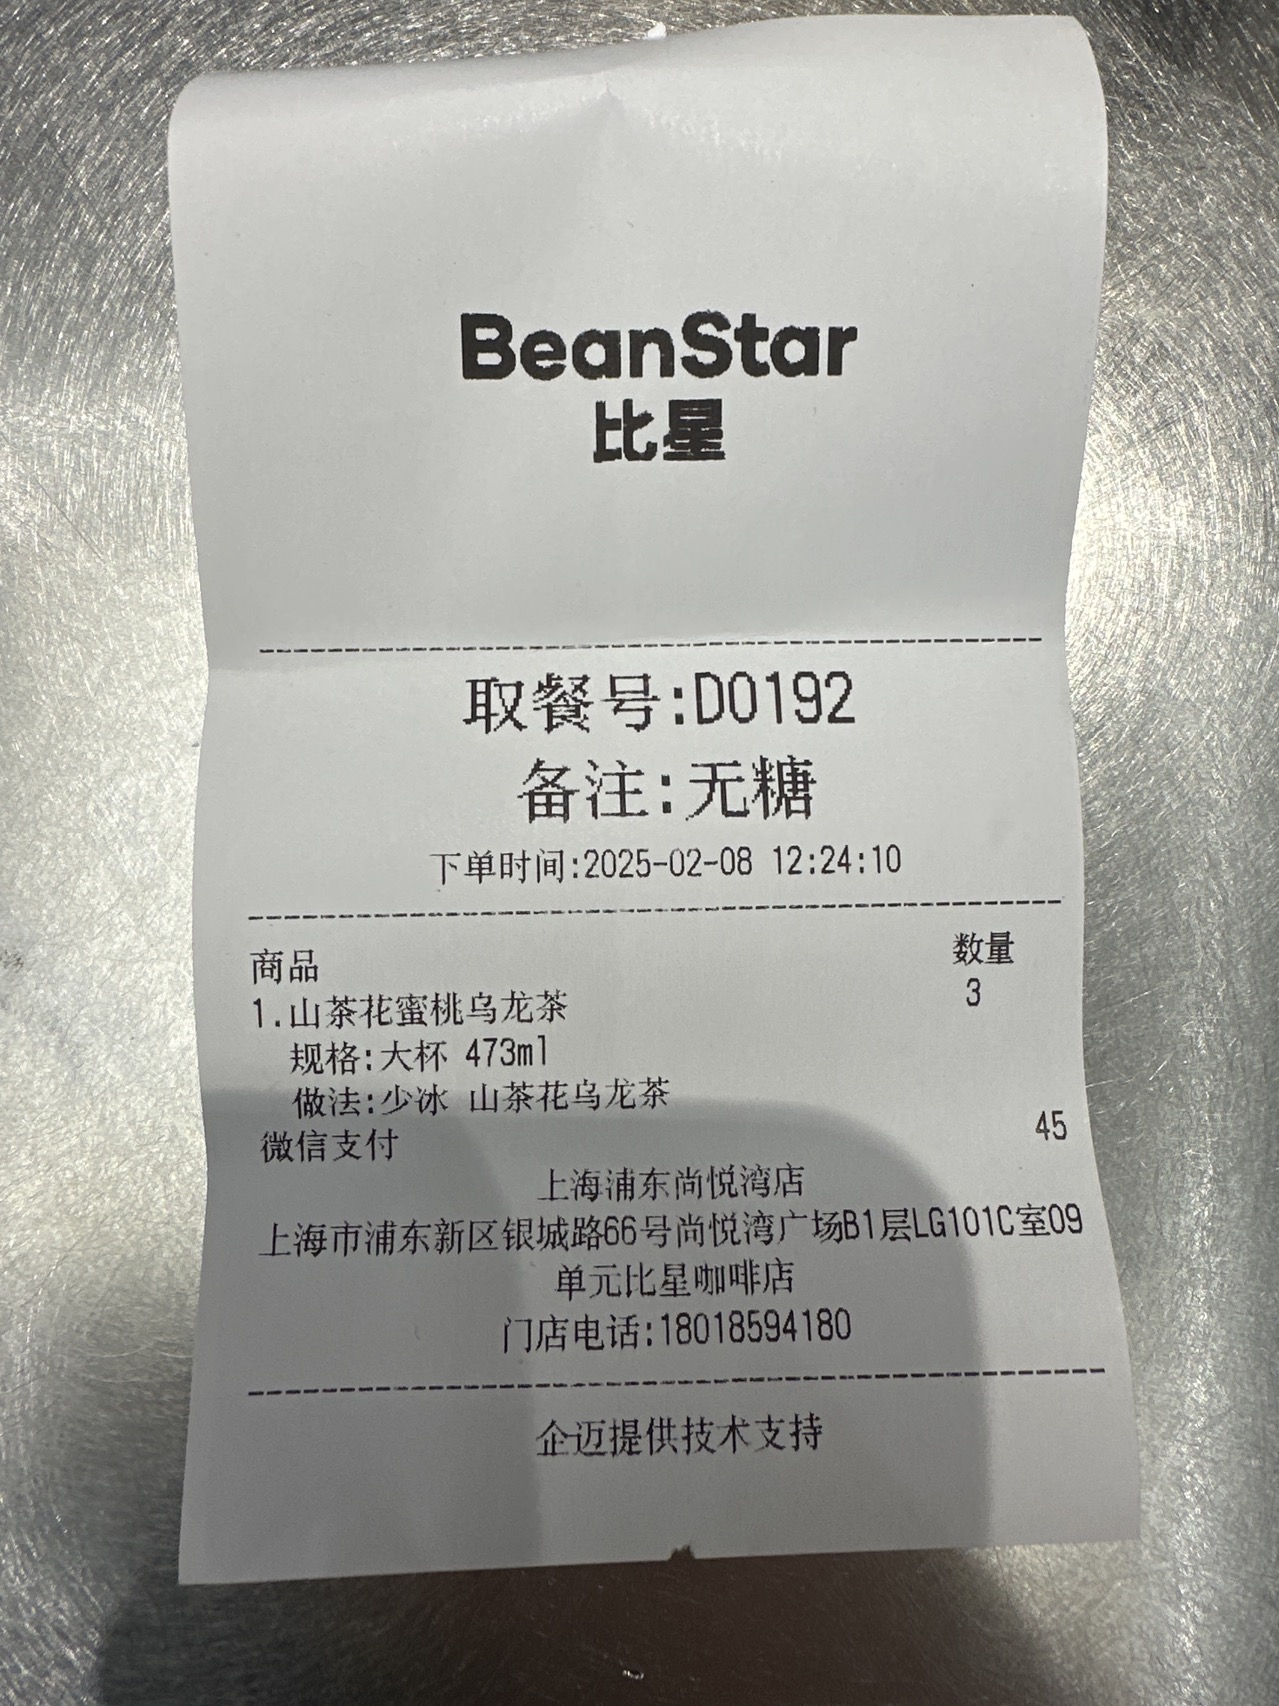 BeanStar
比星
取餐号:D0192
备注:无糖
下单时间:2025-02-08 12:24:10
商品 数量
1.山茶花蜜桃乌龙茶 3
规格:大杯 473ml
做法:少冰 山茶花乌龙茶
微信支付 45
上海浦东尚悦湾店
上海市浦东新区银城路66号尚悦湾广场B1层LG101C室09
单元比星咖啡店
门店电话:18018594180
企迈提供技术支持